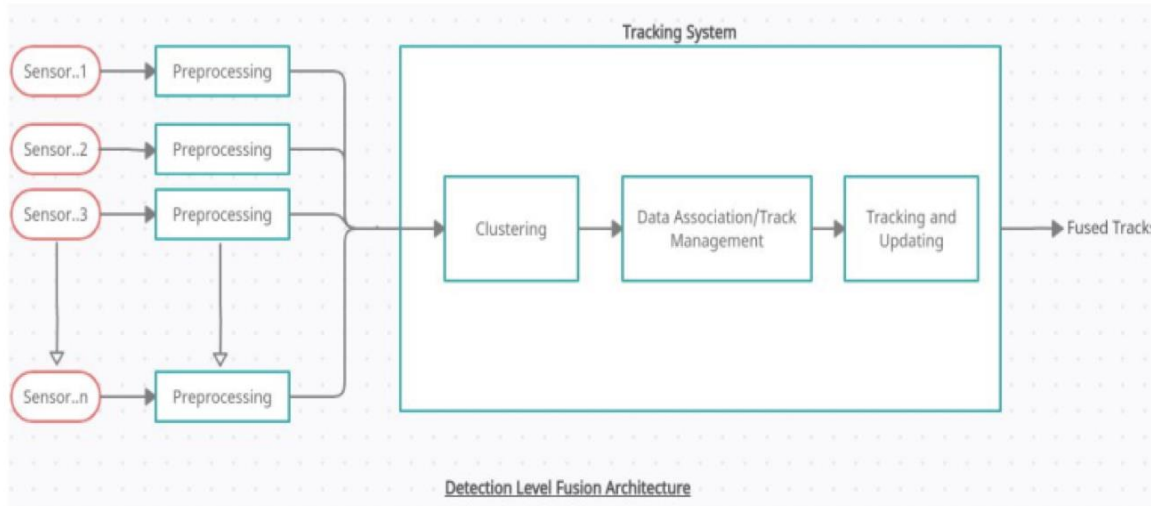 Tracking System
Sensor..1
Preprocessing
Sensor..2
Preprocessing
Sensor..3
Preprocessing
Clustering
Data Association/Track
Management
Tracking and
Updating
Fused Tracks
Sensor..n
Preprocessing
Detection Level Fusion Architecture